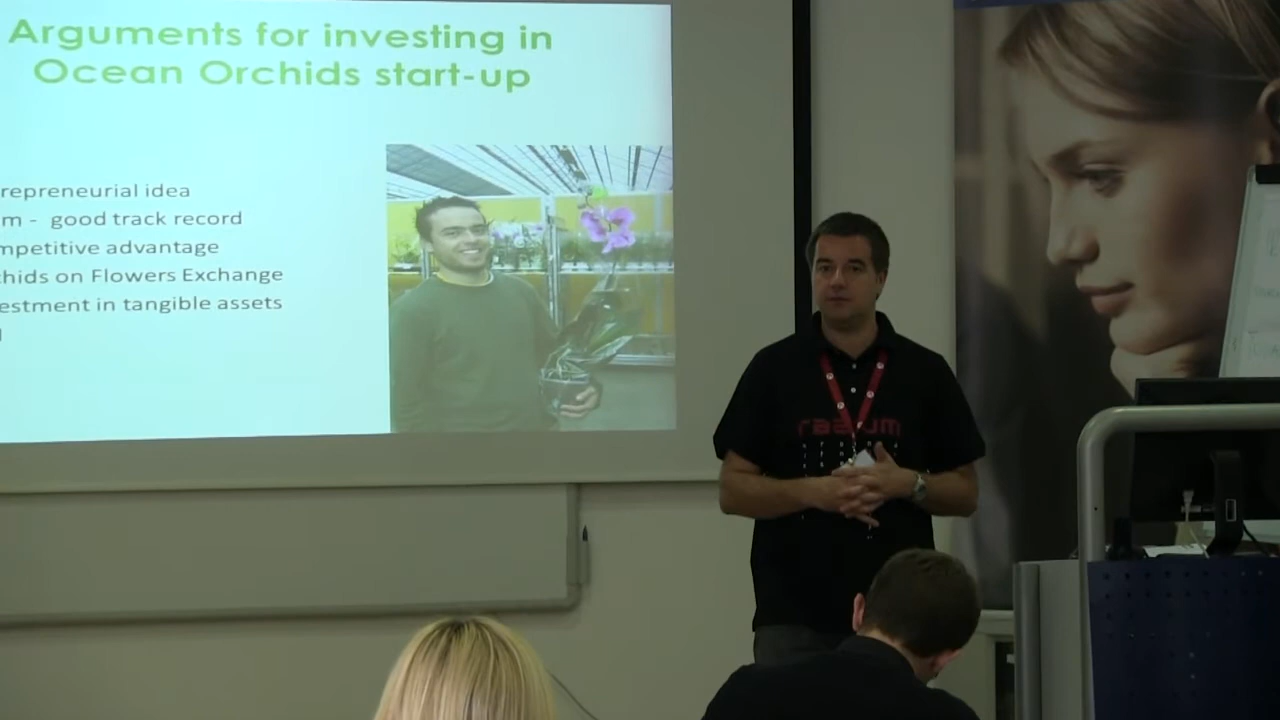 Arguments for investing in
Ocean Orchids start-up
repreneurial idea
m - good track record
mpetitive advantage
chids on Flowers Exchange
estment in tangible assets